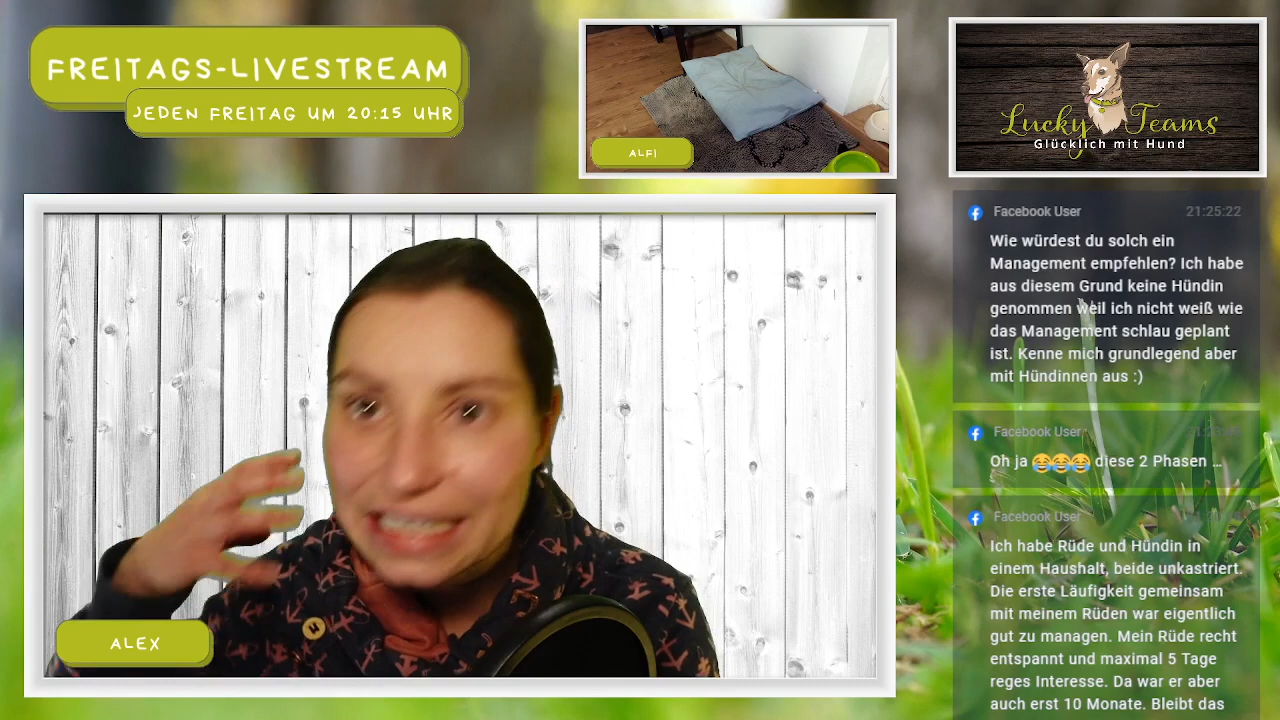 FREITAGS-LIVESTREAM
JEDEN FREITAG UM 20:15 UHR
ALFI
Lucky Teams
Glücklich mit Hund
Facebook User 21:25:22
Wie würdest du solch ein
Management empfehlen? Ich habe
aus diesem Grund keine Hündin
genommen weil ich nicht weiß wie
das Management schlau geplant
ist. Kenne mich grundlegend aber
mit Hündinnen aus :)
Facebook User
Oh ja 😂😂😂 diese 2 Phasen ...
Facebook User
Ich habe Rüde und Hündin in
einem Haushalt, beide unkastriert.
Die erste Läufigkeit gemeinsam
mit meinem Rüden war eigentlich
gut zu managen. Mein Rüde recht
entspannt und maximal 5 Tage
reges Interesse. Da war er aber
auch erst 10 Monate. Bleibt das
ALEX